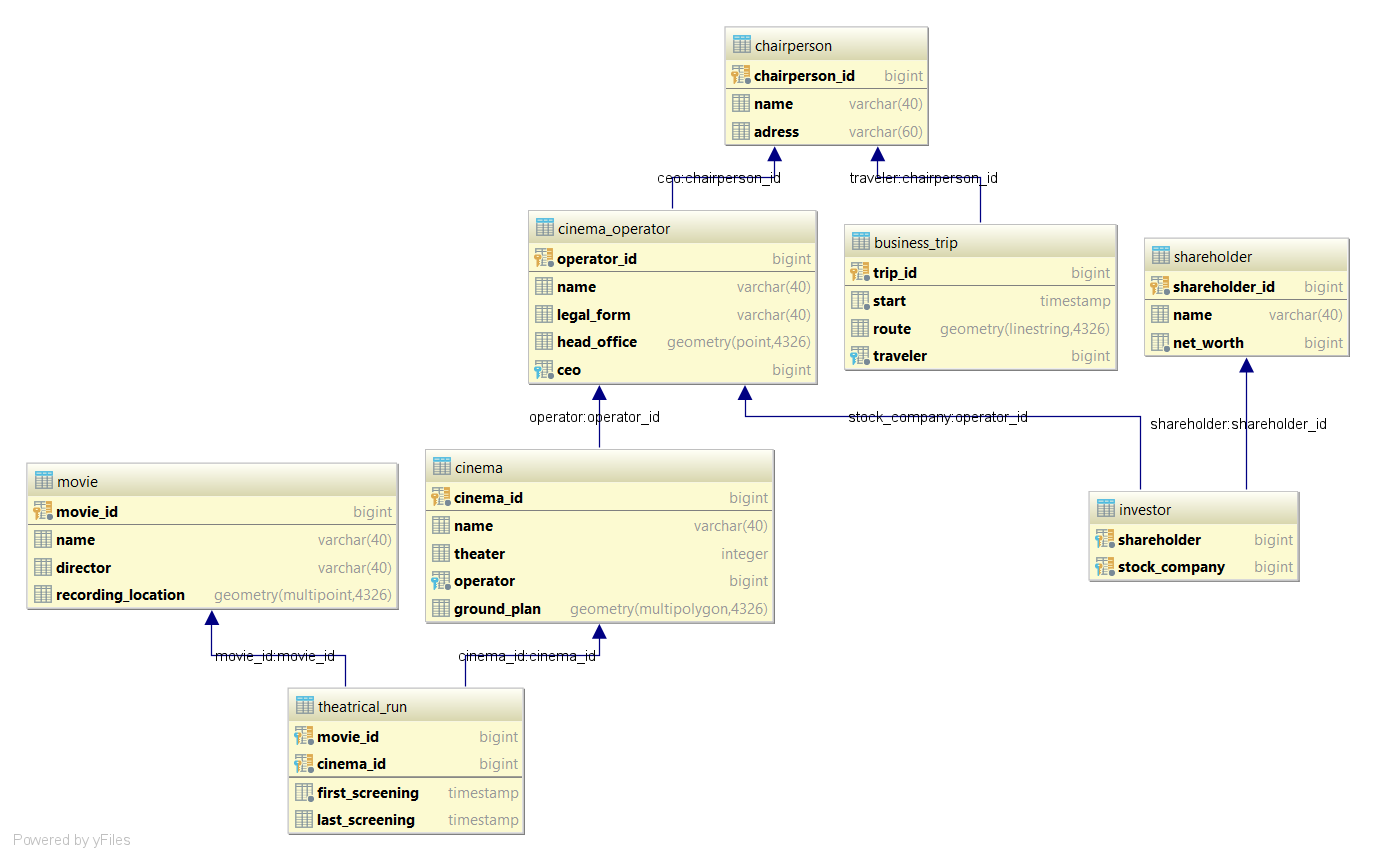 chairperson
chairperson_id bigint
name varchar(40)
adress varchar(60)
ceo:chairperson_id
traveler:chairperson_id
cinema_operator
operator_id bigint
name varchar(40)
legal_form varchar(40)
head_office geometry(point,4326)
ceo bigint
business_trip
trip_id bigint
start timestamp
route geometry(linestring,4326)
traveler bigint
shareholder
shareholder_id bigint
name varchar(40)
net_worth bigint
operator:operator_id
stock_company:operator_id
shareholder:shareholder_id
movie
movie_id bigint
name varchar(40)
director varchar(40)
recording_location geometry(multipoint,4326)
cinema
cinema_id bigint
name varchar(40)
theater integer
operator bigint
ground_plan geometry(multipolygon,4326)
investor
shareholder bigint
stock_company bigint
movie_id:movie_id
cinema_id:cinema_id
theatrical_run
movie_id bigint
cinema_id bigint
first_screening timestamp
last_screening timestamp
Powered by yFiles